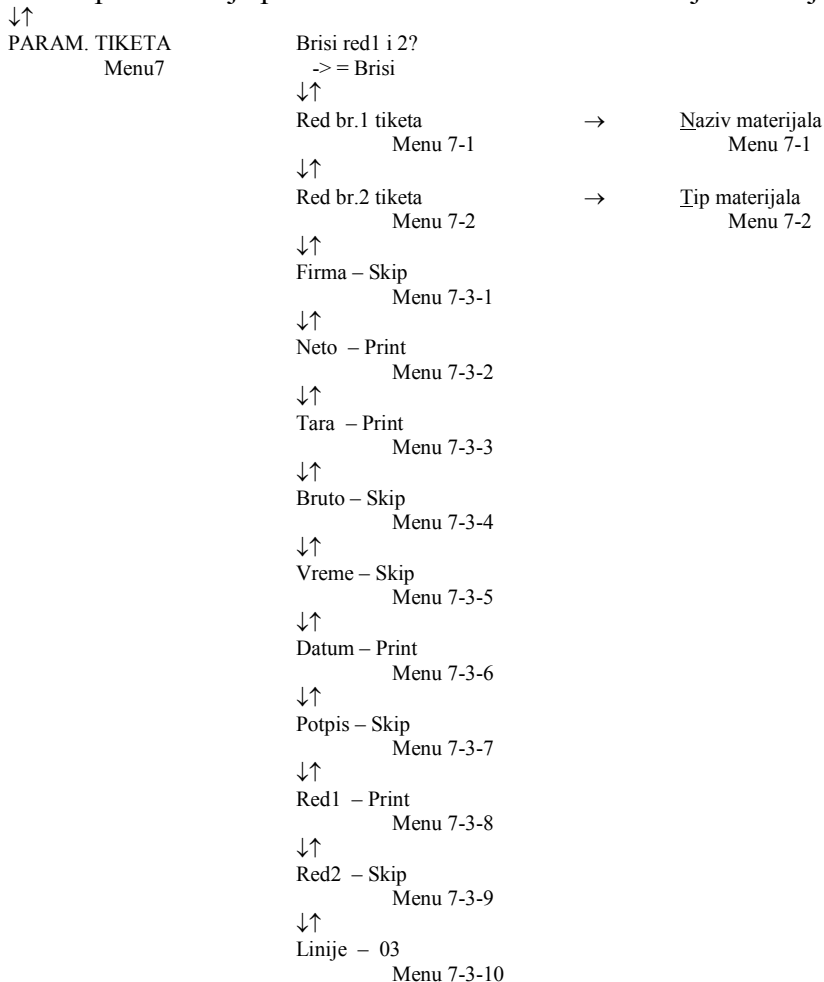 ↓↑
PARAM. TIKETA Brisi red1 i 2?
Menu7 -> = Brisi
↓↑
Red br.1 tiketa → Naziv materijala
Menu 7-1 Menu 7-1
↓↑
Red br.2 tiketa → Tip materijala
Menu 7-2 Menu 7-2
↓↑
Firma – Skip
Menu 7-3-1
↓↑
Neto – Print
Menu 7-3-2
↓↑
Tara – Print
Menu 7-3-3
↓↑
Bruto – Skip
Menu 7-3-4
↓↑
Vreme – Skip
Menu 7-3-5
↓↑
Datum – Print
Menu 7-3-6
↓↑
Potpis – Skip
Menu 7-3-7
↓↑
Red1 – Print
Menu 7-3-8
↓↑
Red2 – Skip
Menu 7-3-9
↓↑
Linije – 03
Menu 7-3-10